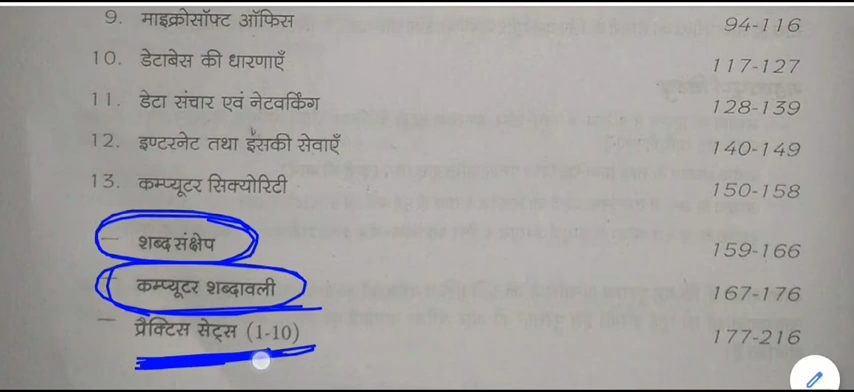 9. माइक्रोसॉफ्ट ऑफिस 94-116
10. डेटाबेस की धारणाएँ 117-127
11. डेटा संचार एवं नेटवर्किंग 128-139
12. इण्टरनेट तथा इसकी सेवाएँ 140-149
13. कम्प्यूटर सिक्योरिटी 150-158
— शब्द संक्षेप 159-166
— कम्प्यूटर शब्दावली 167-176
— प्रैक्टिस सेट्स (1-10) 177-216